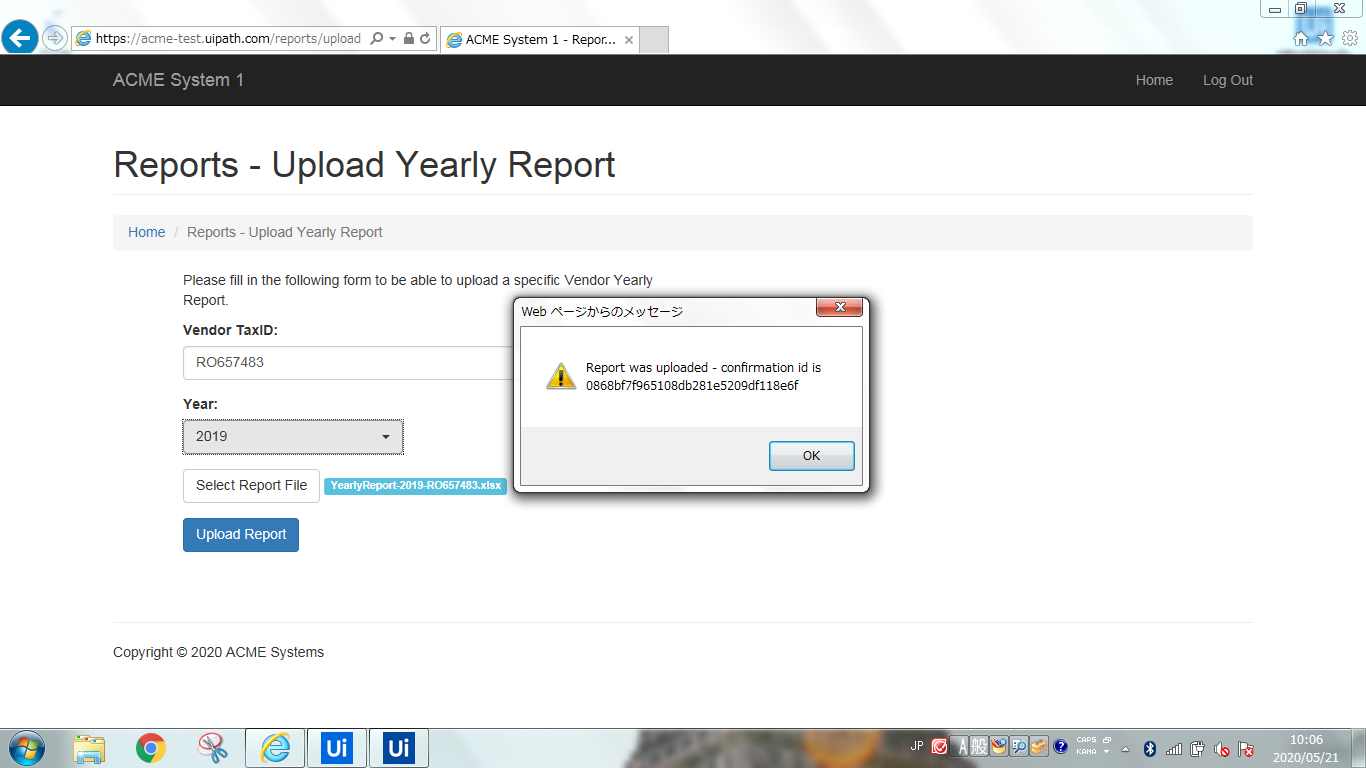 https://acme-test.uipath.com/reports/upload
ACME System 1 - Repor...
ACME System 1
Home
Log Out
Reports - Upload Yearly Report
Home / Reports - Upload Yearly Report
Please fill in the following form to be able to upload a specific Vendor Yearly
Report.
Vendor TaxID:
RO657483
Year:
2019
Select Report File
YearlyReport-2019-RO657483.xlsx
Upload Report
Web ページからのメッセージ
Report was uploaded - confirmation id is
0868bf7f965108db281e5209df118e6f
OK
Copyright © 2020 ACME Systems
Ui
Ui
JP
A般
CAPS
KANA
10:06
2020/05/21